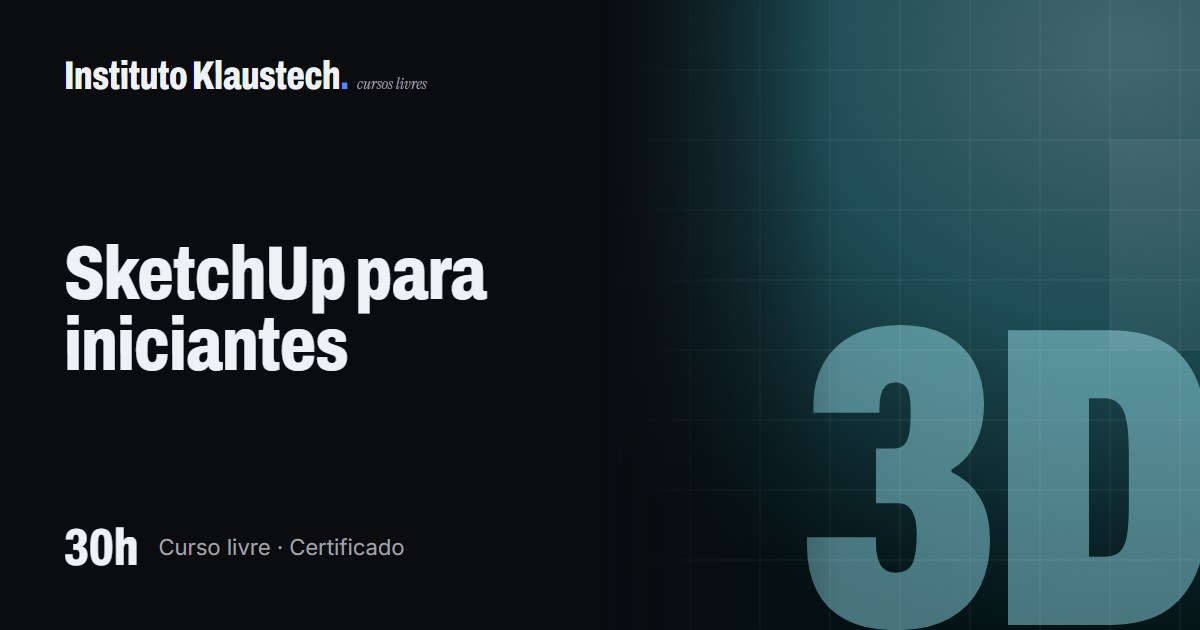 Instituto Klaustech. cursos livres
SketchUp para
iniciantes
30h Curso livre · Certificado
3D